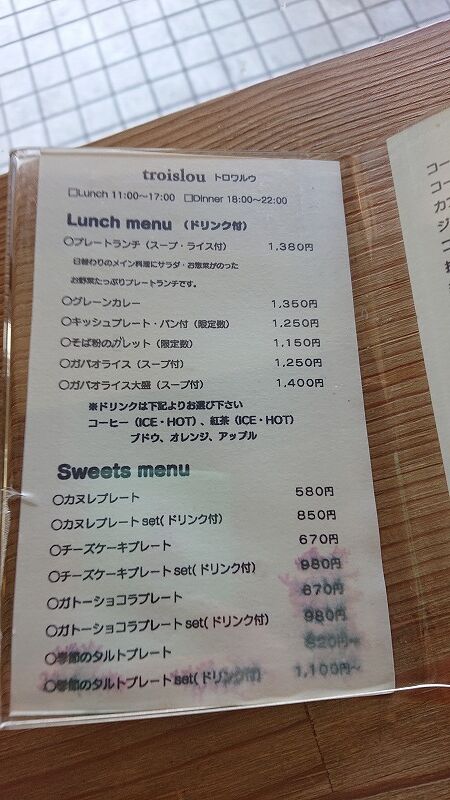 troislou トロワルウ
□Lunch 11:00～17:00 □Dinner 18:00～22:00
Lunch menu （ドリンク付）
○プレートランチ（スープ・ライス付） 1,380円
日替わりのメイン料理にサラダ・お惣菜がのった
お野菜たっぷりプレートランチです。
○グレーンカレー 1,350円
○キッシュプレート・パン付（限定数） 1,250円
○そば粉のガレット（限定数） 1,150円
○ガパオライス（スープ付） 1,250円
○ガパオライス大盛（スープ付） 1,400円
※ドリンクは下記よりお選び下さい
コーヒー（ICE・HOT）、紅茶（ICE・HOT）
ブドウ、オレンジ、アップル
Sweets menu
○カヌレプレート 580円
○カヌレプレートset(ドリンク付) 850円
○チーズケーキプレート 670円
○チーズケーキプレートset(ドリンク付) 980円
○ガトーショコラプレート 670円
○ガトーショコラプレートset(ドリンク付) 980円
○季節のタルトプレート 820円～
○季節のタルトプレートset(ドリンク付) 1,100円～
コー
コー
カフ
ジ